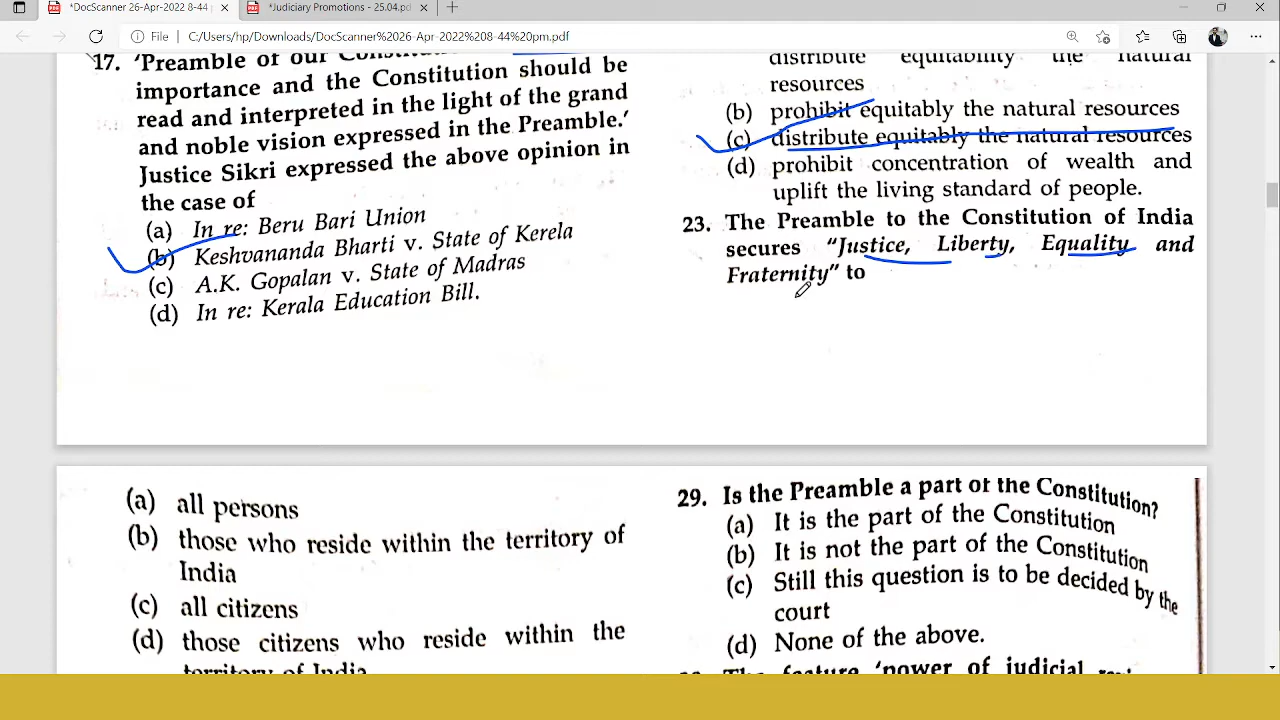 *DocScanner 26-Apr-2022 8-44
*Judiciary Promotions - 25.04.pd
File
C:/Users/hp/Downloads/DocScanner%2026-Apr-2022%208-44%20pm.pdf
17. 'Preamble of our
importance and the Constitution should be
read and interpreted in the light of the grand
and noble vision expressed in the Preamble.'
Justice Sikri expressed the above opinion in
the case of
(a) In re: Beru Bari Union
(b) Keshvananda Bharti v. State of Kerela
(c) A.K. Gopalan v. State of Madras
(d) In re: Kerala Education Bill.
distribute equitability the natural
resources
(b) prohibit equitably the natural resources
(c) distribute equitably the natural resources
(d) prohibit concentration of wealth and
uplift the living standard of people.
23. The Preamble to the Constitution of India
secures "Justice, Liberty, Equality and
Fraternity" to
(a) all persons
(b) those who reside within the territory of
India
(c) all citizens
(d) those citizens who reside within the
territory of India
29. Is the Preamble a part of the Constitution?
(a) It is the part of the Constitution
(b) It is not the part of the Constitution
(c) Still this question is to be decided by the
court
(d) None of the above.
The feature 'power of judicial